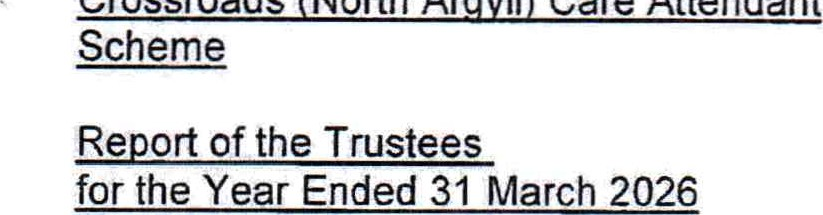 Crossroads (North Argyll) Care Attendant
Scheme
Report of the Trustees
for the Year Ended 31 March 2026